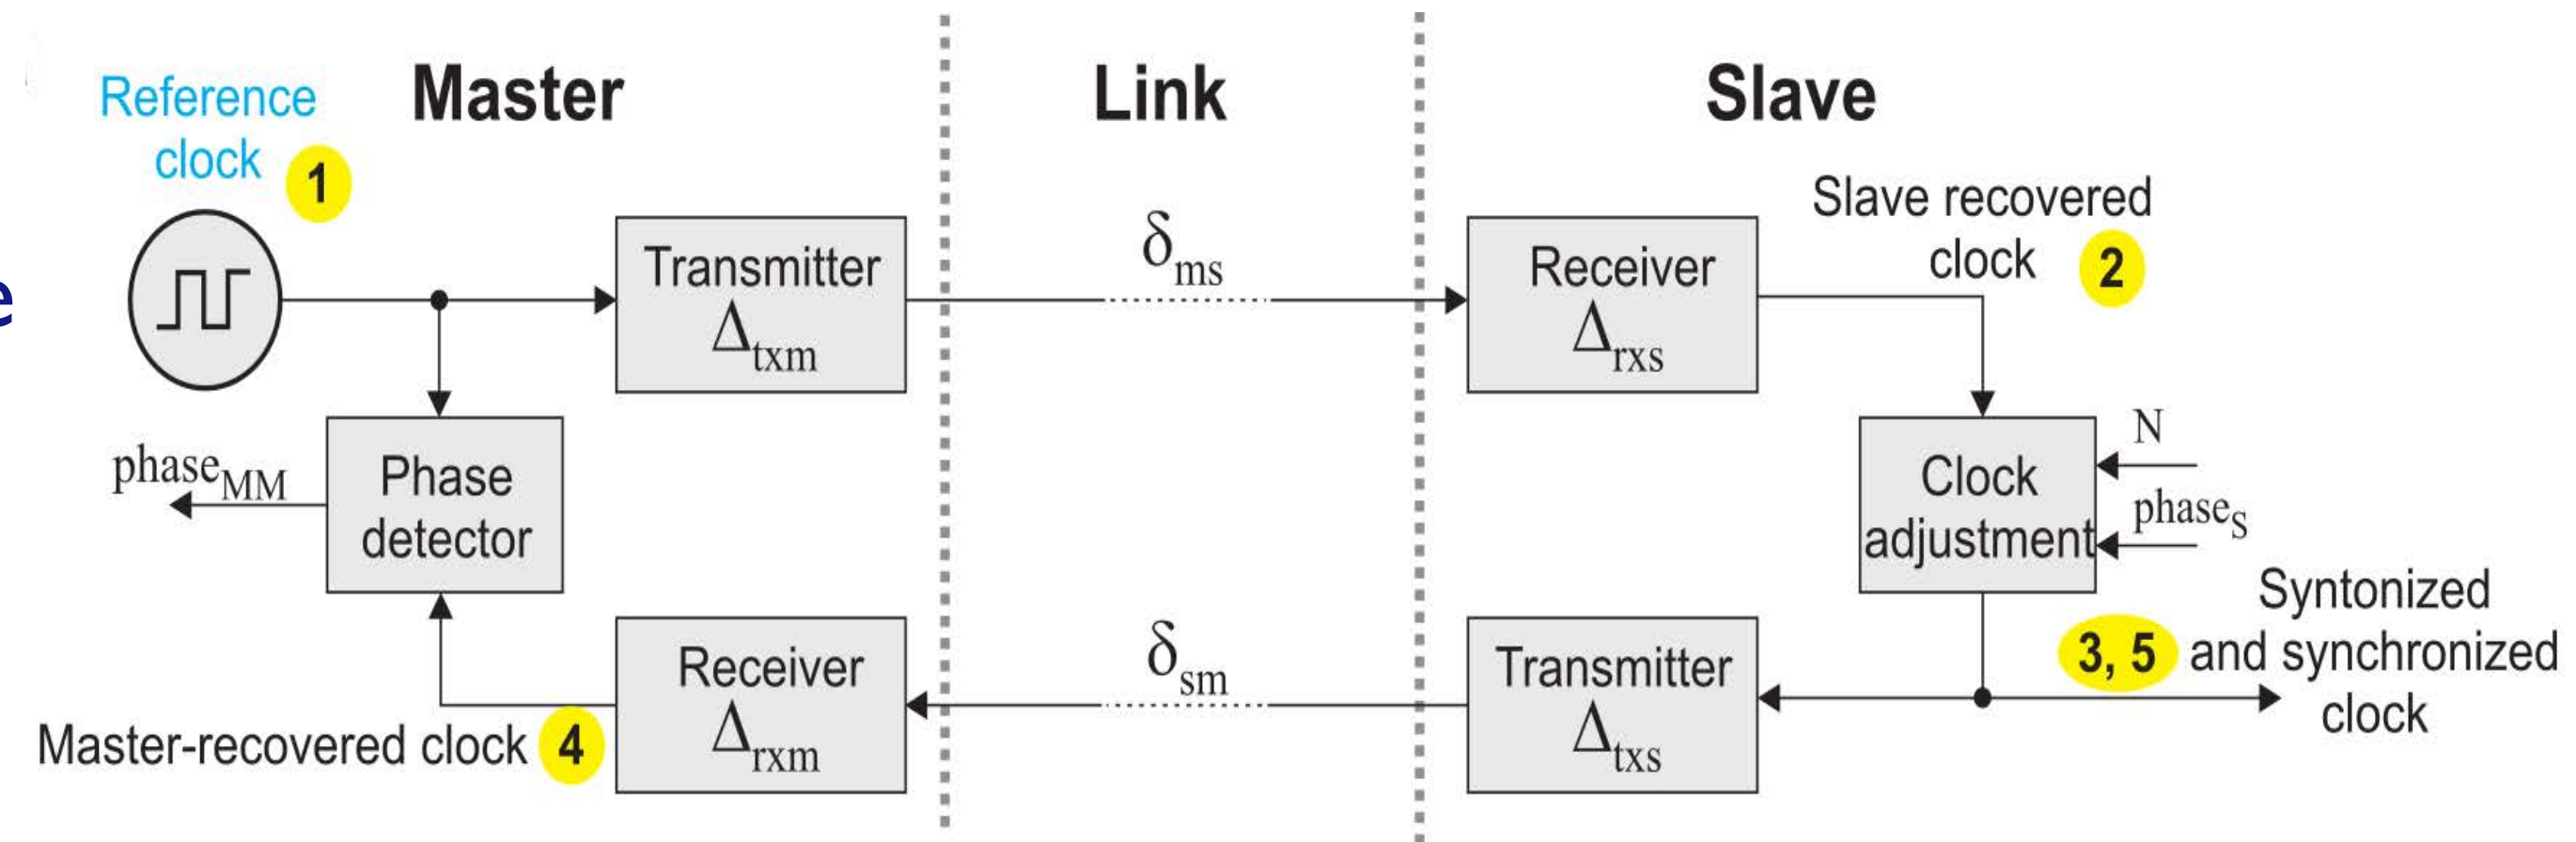 Reference
clock
1
Master
Link
Slave
e
Transmitter
Δtxm
δms
Receiver
Δrxs
Slave recovered
clock
2
phaseMM
Phase
detector
Clock
adjustment
N
phaseS
Master-recovered clock
4
Receiver
Δrxm
δsm
Transmitter
Δtxs
3, 5
Syntonized
and synchronized
clock